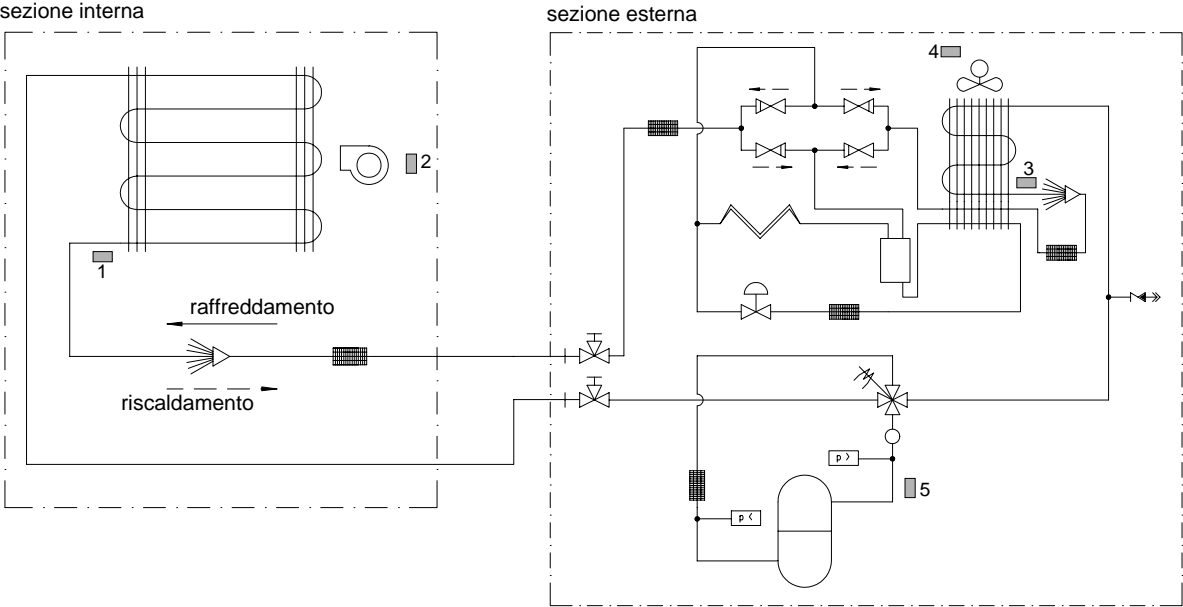 sezione interna
sezione esterna
4
2
3
1
raffreddamento
riscaldamento
p >
5
p <